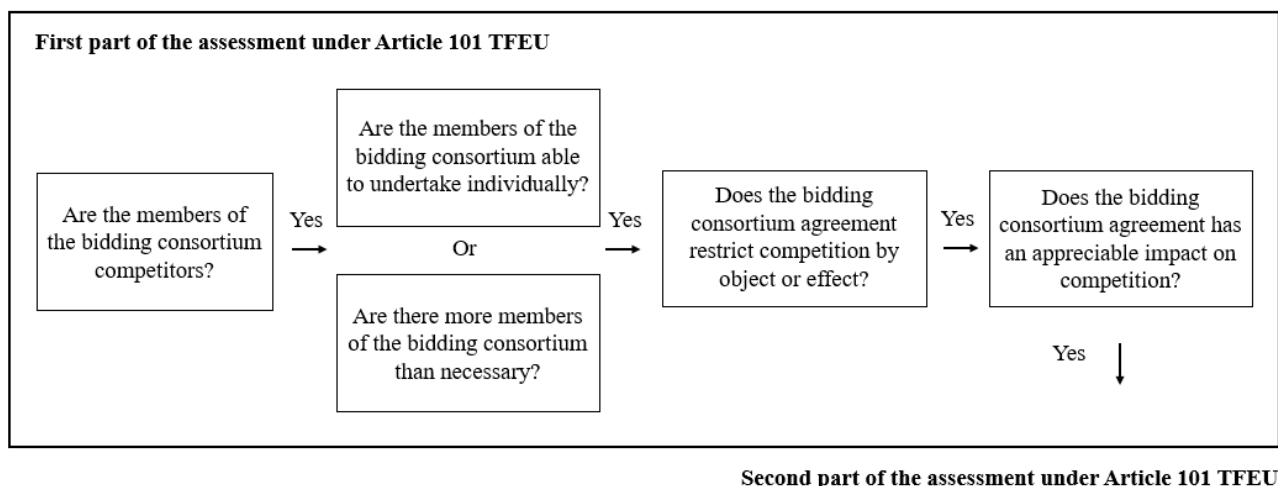 First part of the assessment under Article 101 TFEU
Are the members of
the bidding consortium
competitors?
Yes
Are the members of the
bidding consortium able
to undertake individually?
Or
Are there more members
of the bidding consortium
than necessary?
Yes
Does the bidding
consortium agreement
restrict competition by
object or effect?
Yes
Does the bidding
consortium agreement has
an appreciable impact on
competition?
Yes
Second part of the assessment under Article 101 TFEU